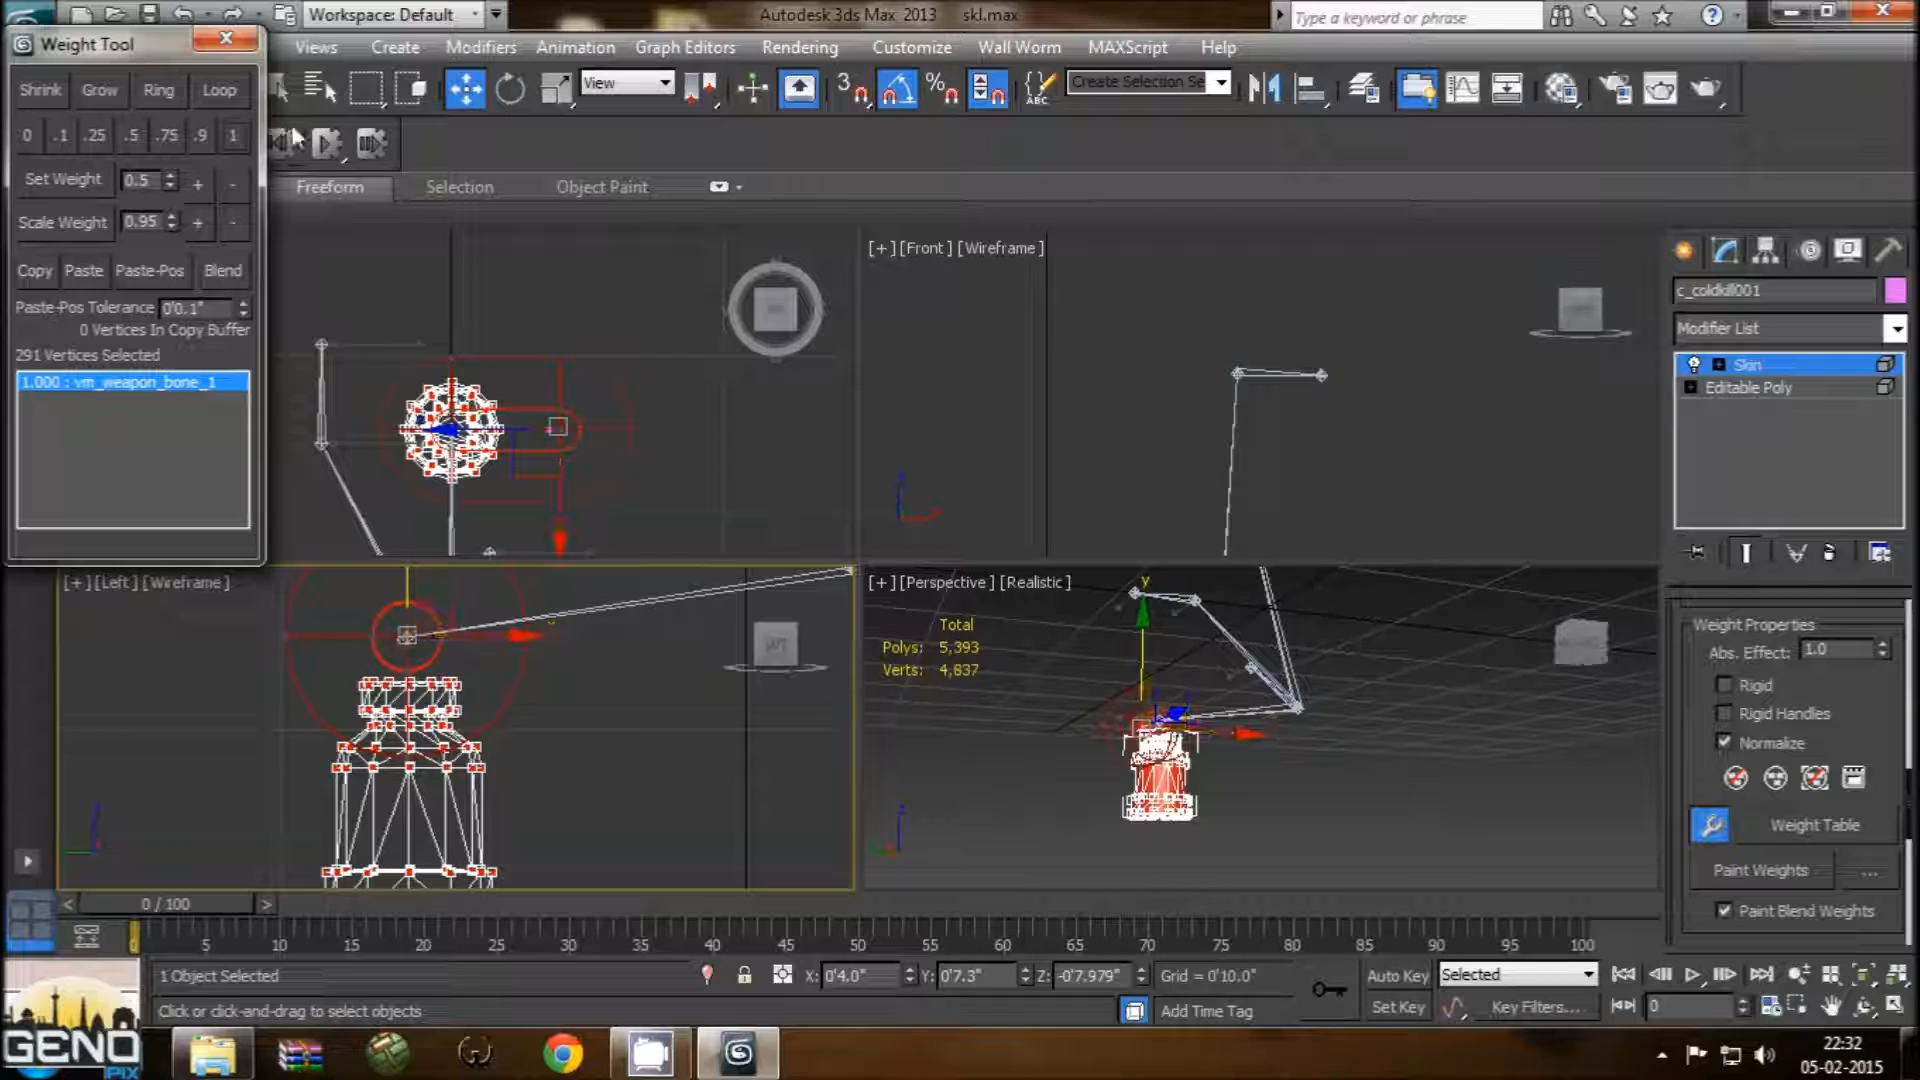 Workspace: Default
Autodesk 3ds Max 2013
skl.max
Type a keyword or phrase
Weight Tool
Views
Create
Modifiers
Animation
Graph Editors
Rendering
Customize
Wall Worm
MAXScript
Help
Shrink
Grow
Ring
Loop
View
3
%
ABC
Create Selection Se
0
.1
.25
.5
.75
.9
1
Set Weight
0.5
+
-
Freeform
Selection
Object Paint
Scale Weight
0.95
+
-
Copy
Paste
Paste-Pos
Blend
Paste-Pos Tolerance
0'0.1"
0 Vertices In Copy Buffer
291 Vertices Selected
1.000 : vm_weapon_bone_1
[+][Front][Wireframe]
c_coldkill001
Modifier List
Skin
Editable Poly
[+][Left][Wireframe]
[+][Perspective][Realistic]
y
Total
Polys: 5,393
Verts: 4,837
Weight Properties
Abs. Effect: 1.0
Rigid
Rigid Handles
Normalize
Weight Table
Paint Weights
...
Paint Blend Weights
<
0 / 100
>
5
10
15
20
25
30
35
40
45
50
55
60
65
70
75
80
85
90
95
100
1 Object Selected
X: 0'4.0"
Y: 0'7.3"
Z: -0'7.979"
Grid = 0'10.0"
Auto Key
Selected
Click or click-and-drag to select objects
Add Time Tag
Set Key
Key Filters...
0
GENO
PIX
22:32
05-02-2015